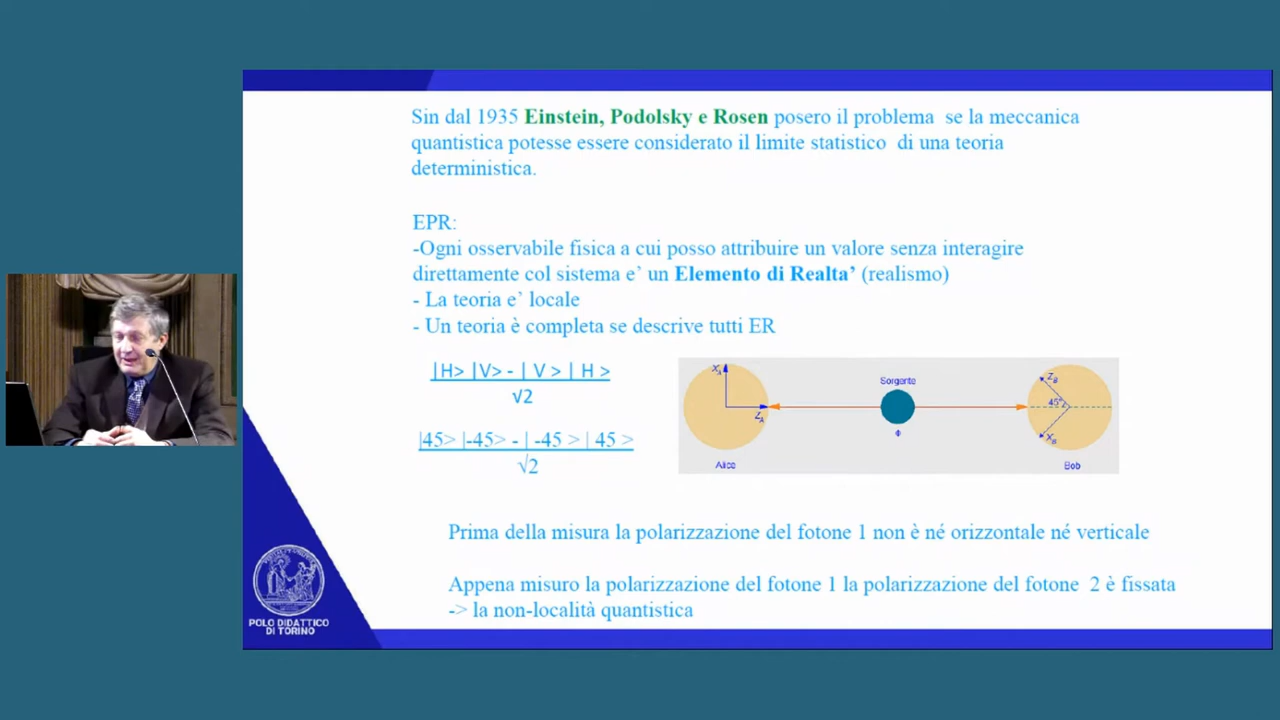 Sin dal 1935 Einstein, Podolsky e Rosen posero il problema se la meccanica
quantistica potesse essere considerato il limite statistico di una teoria
deterministica.
EPR:
-Ogni osservabile fisica a cui posso attribuire un valore senza interagire
direttamente col sistema e' un Elemento di Realta' (realismo)
- La teoria e' locale
- Un teoria è completa se descrive tutti ER
|H> |V> - | V > | H >
√2
|45> |-45> - | -45 > | 45 >
√2
X_A
Z_A
Alice
Sorgente
Φ
Z_B
45°
X_B
Bob
Prima della misura la polarizzazione del fotone 1 non è né orizzontale né verticale
Appena misuro la polarizzazione del fotone 1 la polarizzazione del fotone 2 è fissata
-> la non-località quantistica
POLO DIDATTICO
DI TORINO